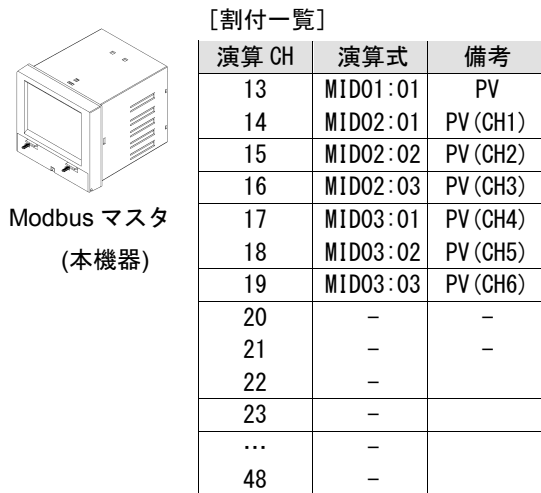 [割付一覧]
演算 CH 演算式 備考
13 MID01:01 PV
14 MID02:01 PV(CH1)
15 MID02:02 PV(CH2)
16 MID02:03 PV(CH3)
17 MID03:01 PV(CH4)
18 MID03:02 PV(CH5)
19 MID03:03 PV(CH6)
20 － －
21 － －
22 －
23 －
… －
48 －
Modbus マスタ
(本機器)